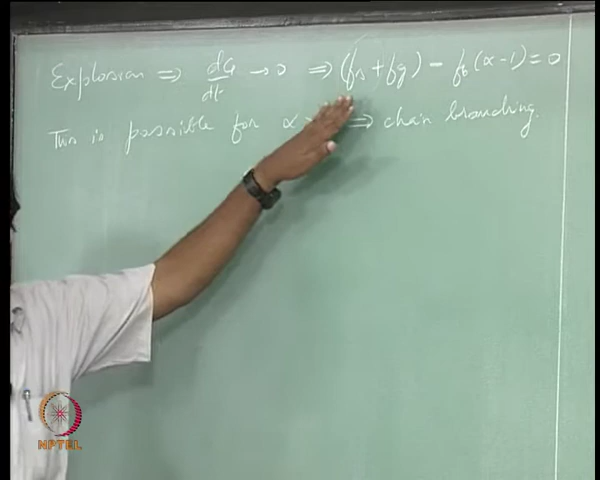 Explosion ⇒ dG/dt → 0 ⇒ (fs + fg) - fb (α - 1) = 0
This is possible for α > ⇒ chain branching.
NPTEL